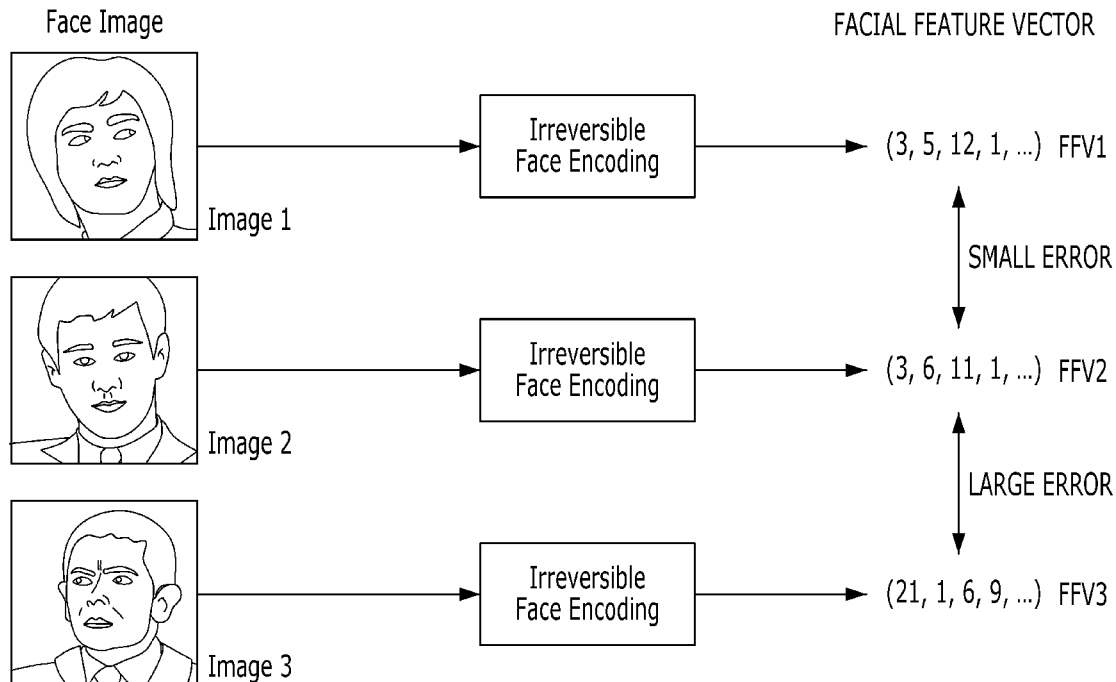 Face Image
FACIAL FEATURE VECTOR
Image 1
Irreversible
Face Encoding
(3, 5, 12, 1, ...) FFV1
SMALL ERROR
Image 2
Irreversible
Face Encoding
(3, 6, 11, 1, ...) FFV2
LARGE ERROR
Image 3
Irreversible
Face Encoding
(21, 1, 6, 9, ...) FFV3